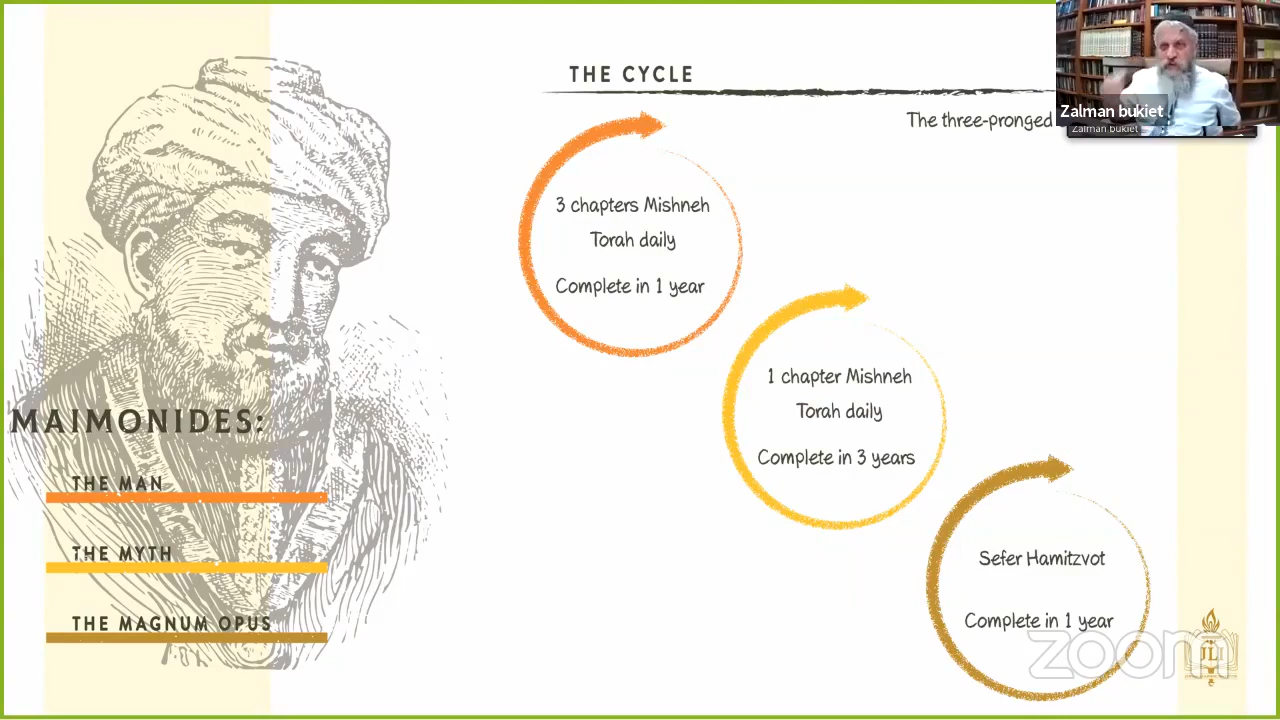 THE CYCLE
Zalman bukiet
Zalman bukiet
The three-pronged
3 chapters Mishneh
Torah daily
Complete in 1 year
1 chapter Mishneh
Torah daily
Complete in 3 years
MAIMONIDES:
THE MAN
THE MYTH
THE MAGNUM OPUS
Sefer Hamitzvot
Complete in 1 year
zoom
JLI